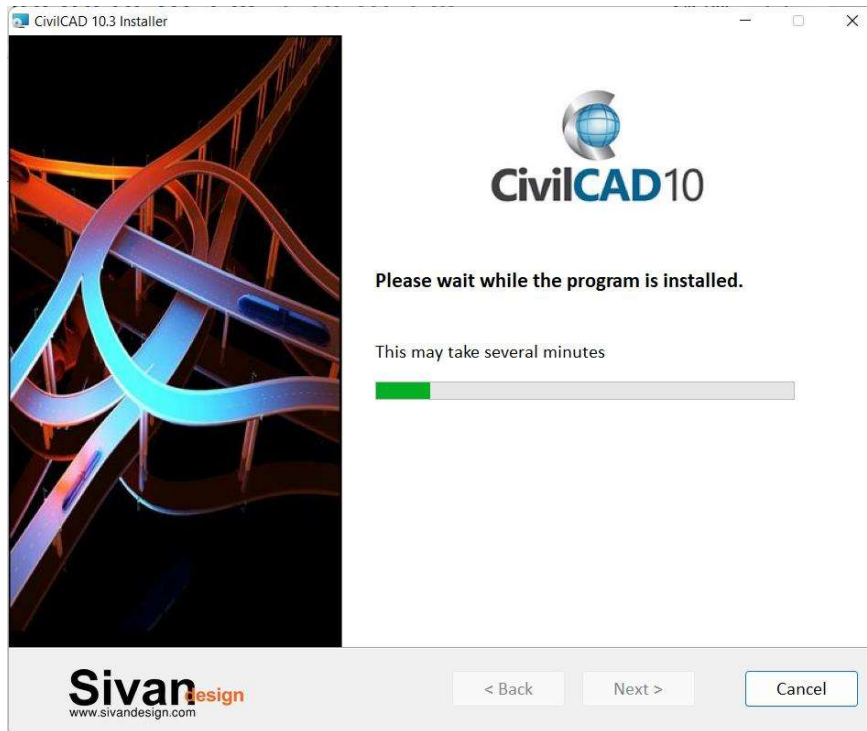 CivilCAD 10.3 Installer
CivilCAD10
Please wait while the program is installed.
This may take several minutes
Sivan design
www.sivandesign.com
< Back
Next >
Cancel